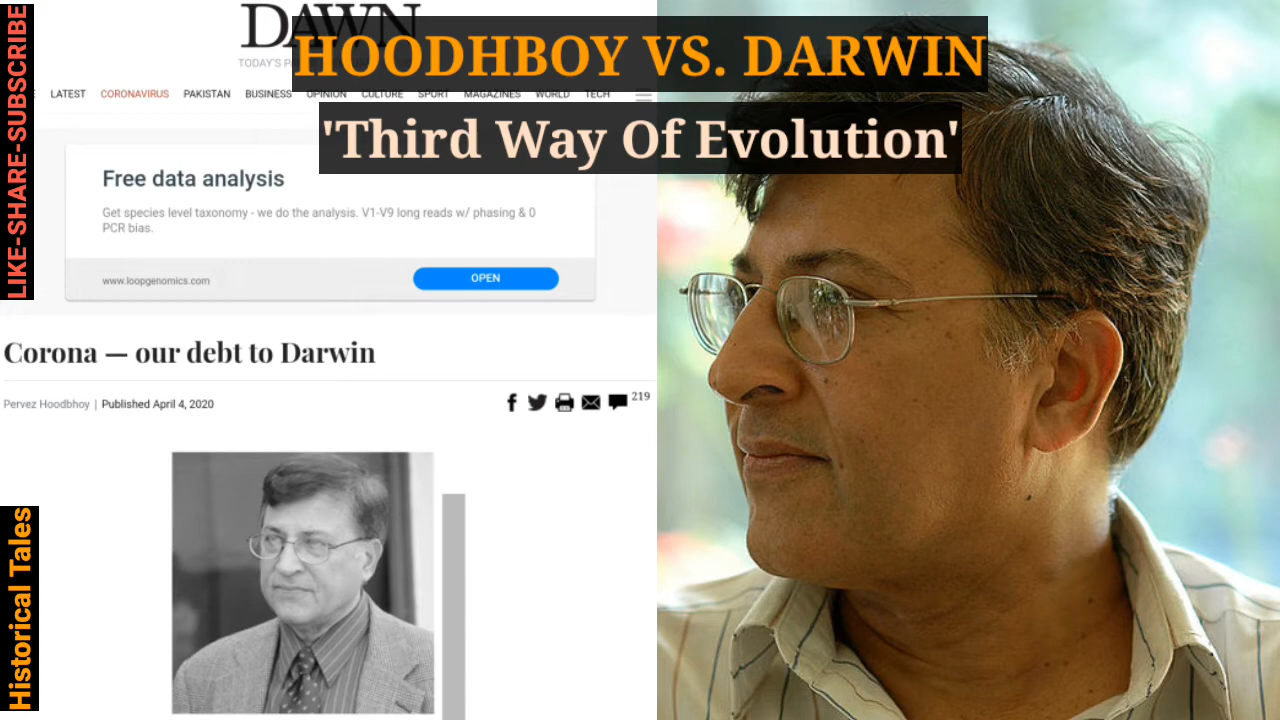 DAWN
HOODHBOY VS. DARWIN
'Third Way Of Evolution'
LATEST CORONAVIRUS PAKISTAN BUSINESS OPINION CULTURE SPORT MAGAZINES WORLD TECH
Free data analysis
Get species level taxonomy - we do the analysis. V1-V9 long reads w/ phasing & 0
PCR bias.
www.loopgenomics.com
OPEN
Corona — our debt to Darwin
Pervez Hoodbhoy | Published April 4, 2020
219
LIKE-SHARE-SUBSCRIBE
Historical Tales